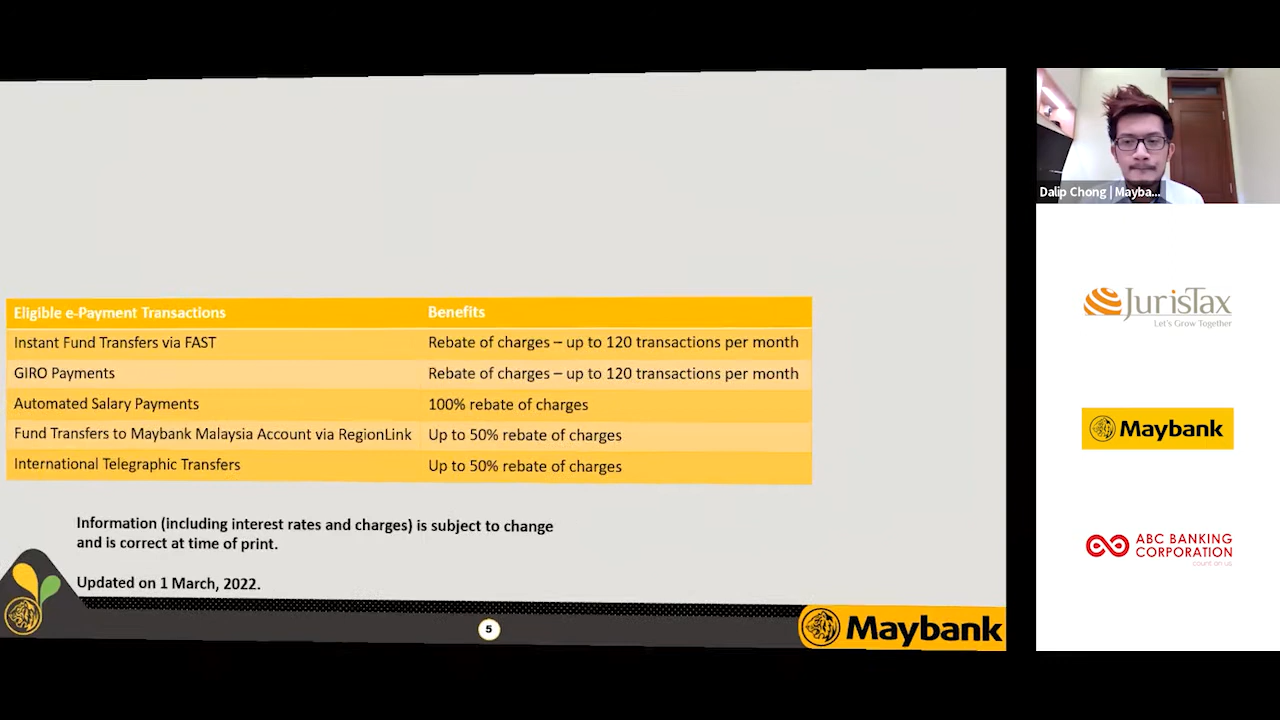 Eligible e-Payment Transactions Benefits
Instant Fund Transfers via FAST Rebate of charges – up to 120 transactions per month
GIRO Payments Rebate of charges – up to 120 transactions per month
Automated Salary Payments 100% rebate of charges
Fund Transfers to Maybank Malaysia Account via RegionLink Up to 50% rebate of charges
International Telegraphic Transfers Up to 50% rebate of charges
Information (including interest rates and charges) is subject to change
and is correct at time of print.
Updated on 1 March, 2022.
5
Maybank
Dalip Chong | Mayba...
JurisTax
Let's Grow Together
Maybank
ABC BANKING
CORPORATION
count on us